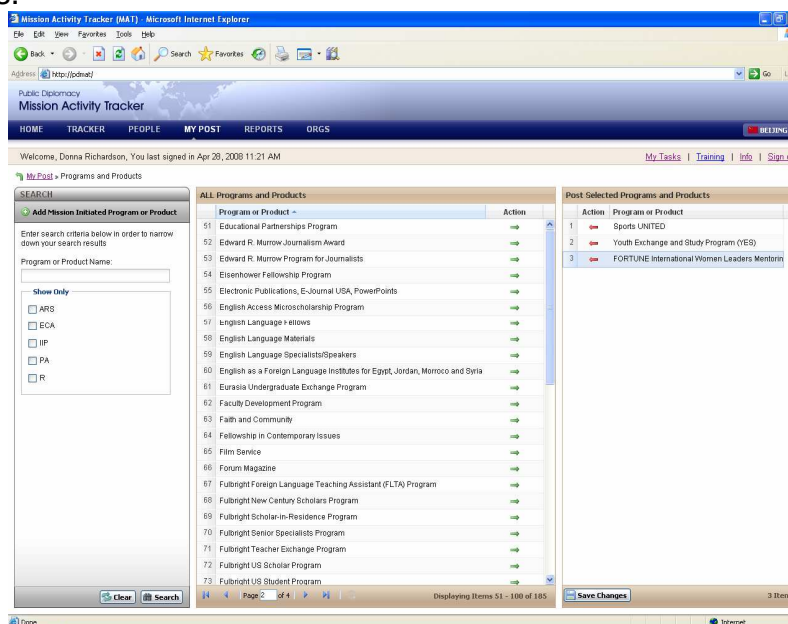 Mission Activity Tracker (MAT) - Microsoft Internet Explorer
File Edit View Favorites Tools Help
Back Search Favorites
Address http://pdmat/ Go
Public Diplomacy
Mission Activity Tracker
HOME TRACKER PEOPLE MY POST REPORTS ORGS
BEIJING
Welcome, Donna Richardson, You last signed in Apr 28, 2008 11:21 AM
My Tasks | Training | Info | Sign
My Post » Programs and Products
SEARCH
Add Mission Initiated Program or Product
Enter search criteria below in order to narrow
down your search results
Program or Product Name:
Show Only
ARS
ECA
IIP
PA
R
Clear Search
ALL Programs and Products
Program or Product Action
51 Educational Partnerships Program
52 Edward R. Murrow Journalism Award
53 Edward R. Murrow Program for Journalists
54 Eisenhower Fellowship Program
55 Electronic Publications, E-Journal USA, PowerPoints
56 English Access Microscholarship Program
57 English Language Fellows
58 English Language Materials
59 English Language Specialists/Speakers
60 English as a Foreign Language Institutes for Egypt, Jordan, Morroco and Syria
61 Eurasia Undergraduate Exchange Program
62 Faculty Development Program
63 Faith and Community
64 Fellowship in Contemporary Issues
65 Film Service
66 Forum Magazine
67 Fulbright Foreign Language Teaching Assistant (FLTA) Program
68 Fulbright New Century Scholars Program
69 Fulbright Scholar-in-Residence Program
70 Fulbright Senior Specialists Program
71 Fulbright Teacher Exchange Program
72 Fulbright US Scholar Program
73 Fulbright US Student Program
Page 2 of 4 Displaying Items 51 - 100 of 185
Post Selected Programs and Products
Action Program or Product
1 Sports UNITED
2 Youth Exchange and Study Program (YES)
3 FORTUNE International Women Leaders Mentorin
Save Changes 3 Iten
Done Internet